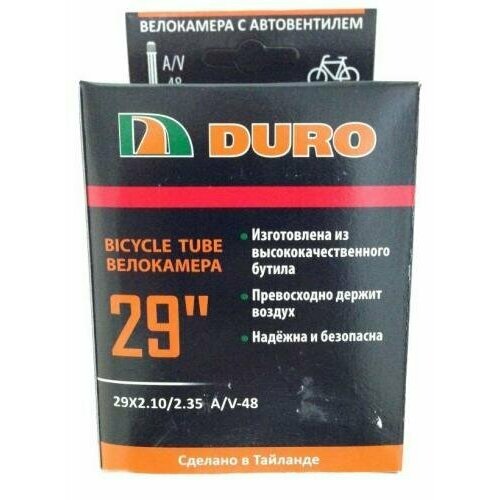 ВЕЛОКАМЕРА С АВТОВЕНТИЛЕМ
A/V
48
DURO
BICYCLE TUBE
ВЕЛОКАМЕРА
29"
• Изготовлена из
высококачественного
бутила
• Превосходно держит
воздух
• Надёжна и безопасна
29X2.10/2.35 A/V-48
Сделано в Тайланде